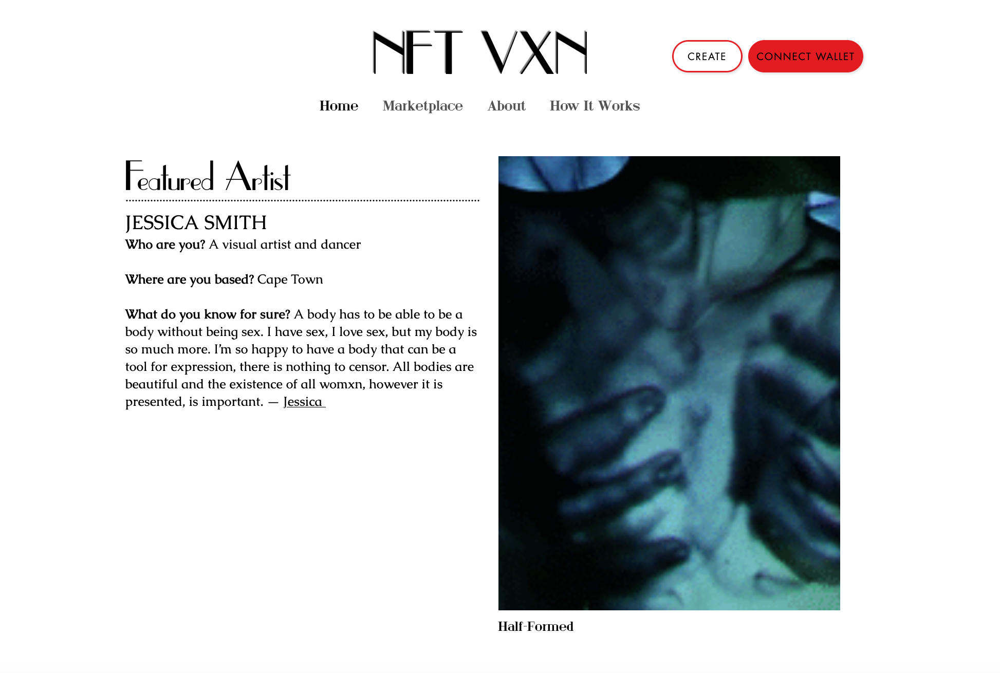 NFT VXN
CREATE
CONNECT WALLET
Home
Marketplace
About
How It Works
Featured Artist
JESSICA SMITH
Who are you? A visual artist and dancer
Where are you based? Cape Town
What do you know for sure? A body has to be able to be a
body without being sex. I have sex, I love sex, but my body is
so much more. I’m so happy to have a body that can be a
tool for expression, there is nothing to censor. All bodies are
beautiful and the existence of all womxn, however it is
presented, is important. — Jessica
Half-Formed